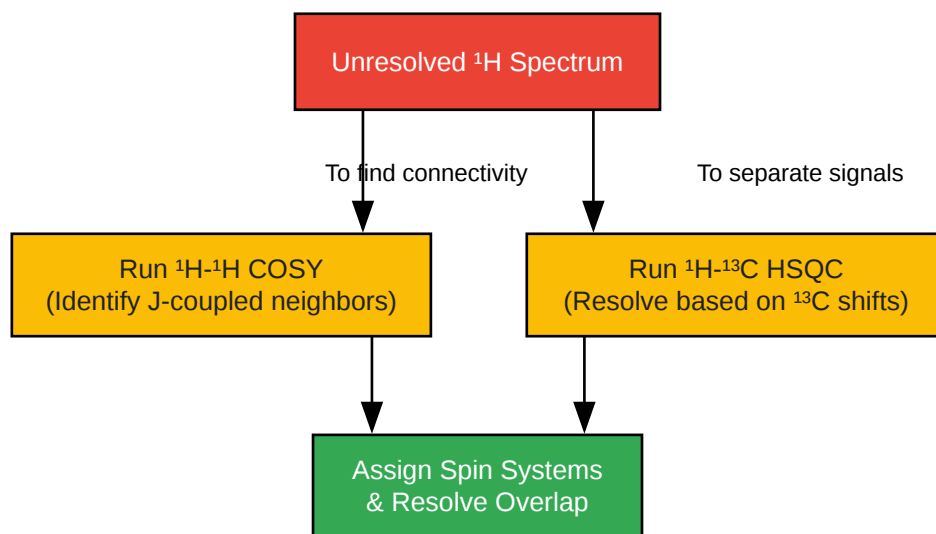 Unresolved ¹H Spectrum
To find connectivity
To separate signals
Run ¹H-¹H COSY
(Identify J-coupled neighbors)
Run ¹H-¹³C HSQC
(Resolve based on ¹³C shifts)
Assign Spin Systems
& Resolve Overlap